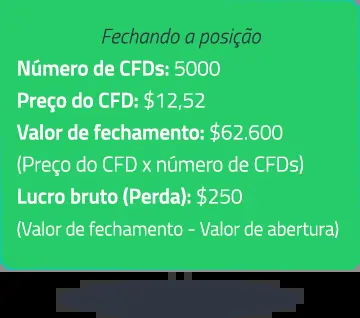 Fechando a posição
Número de CFDs: 5000
Preço do CFD: $12,52
Valor de fechamento: $62.600
(Preço do CFD x número de CFDs)
Lucro bruto (Perda): $250
(Valor de fechamento - Valor de abertura)